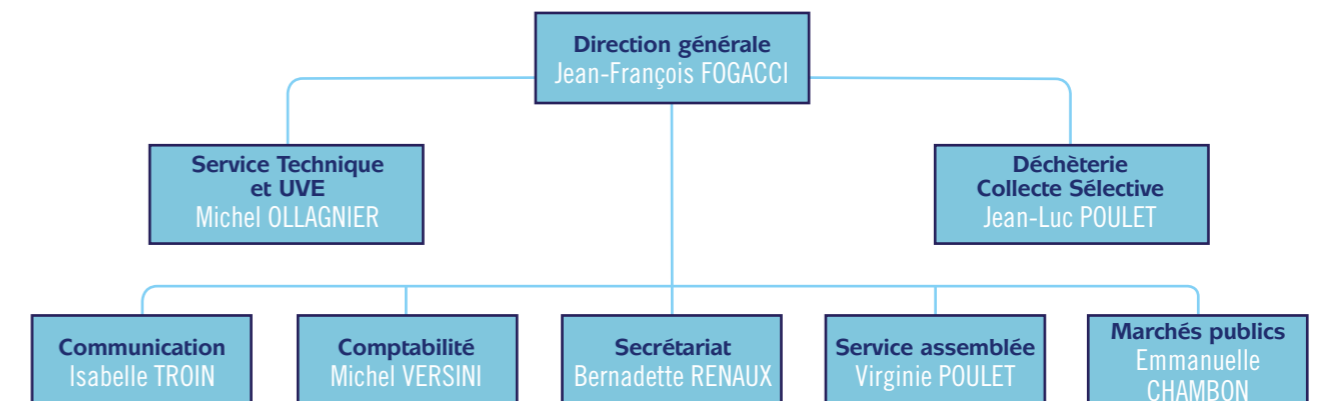 Direction générale
Jean-François FOGACCI
Service Technique
et UVE
Michel OLLAGNIER
Déchèterie
Collecte Sélective
Jean-Luc POULET
Communication
Isabelle TROIN
Comptabilité
Michel VERSINI
Secrétariat
Bernadette RENAUX
Service assemblée
Virginie POULET
Marchés publics
Emmanuelle
CHAMBON